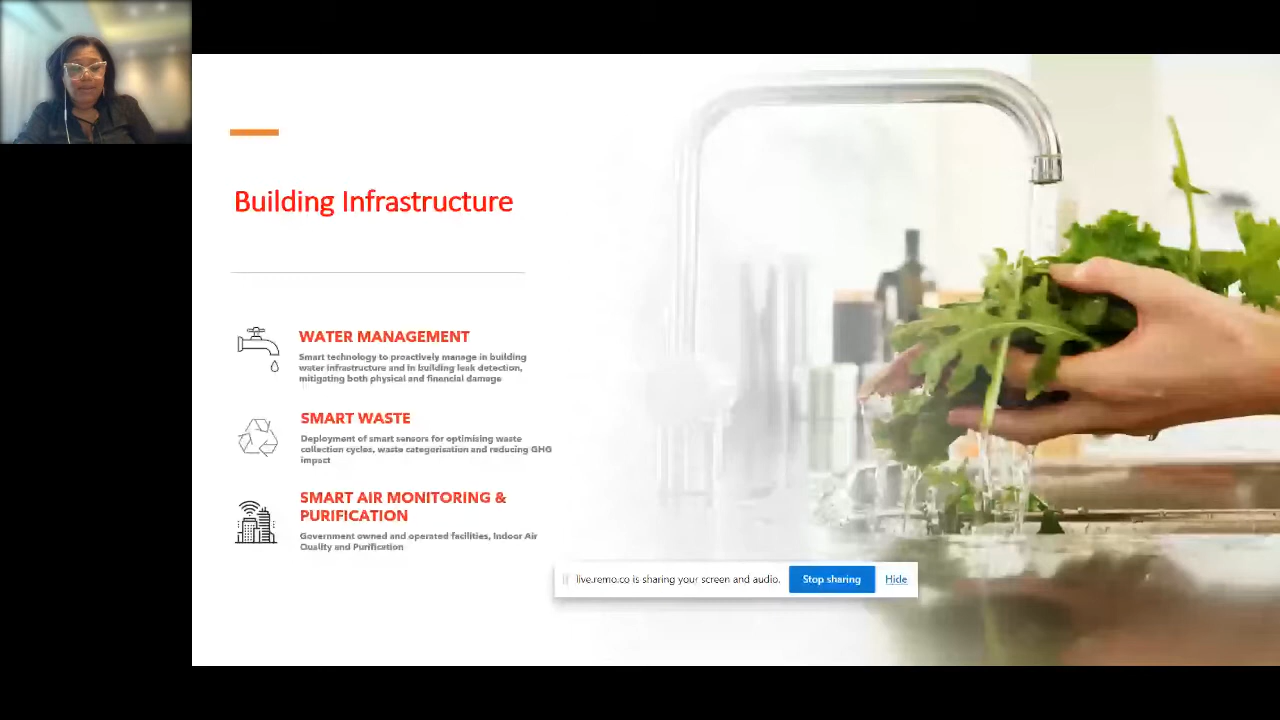 Building Infrastructure
WATER MANAGEMENT
Smart technology to proactively manage in building
water infrastructure and in building leak detection,
mitigating both physical and financial damage
SMART WASTE
Deployment of smart sensors for optimising waste
collection cycles, waste categorisation and reducing GHG
impact
SMART AIR MONITORING &
PURIFICATION
Government owned and operated facilities, Indoor Air
Quality and Purification
live.remo.co is sharing your screen and audio.
Stop sharing
Hide